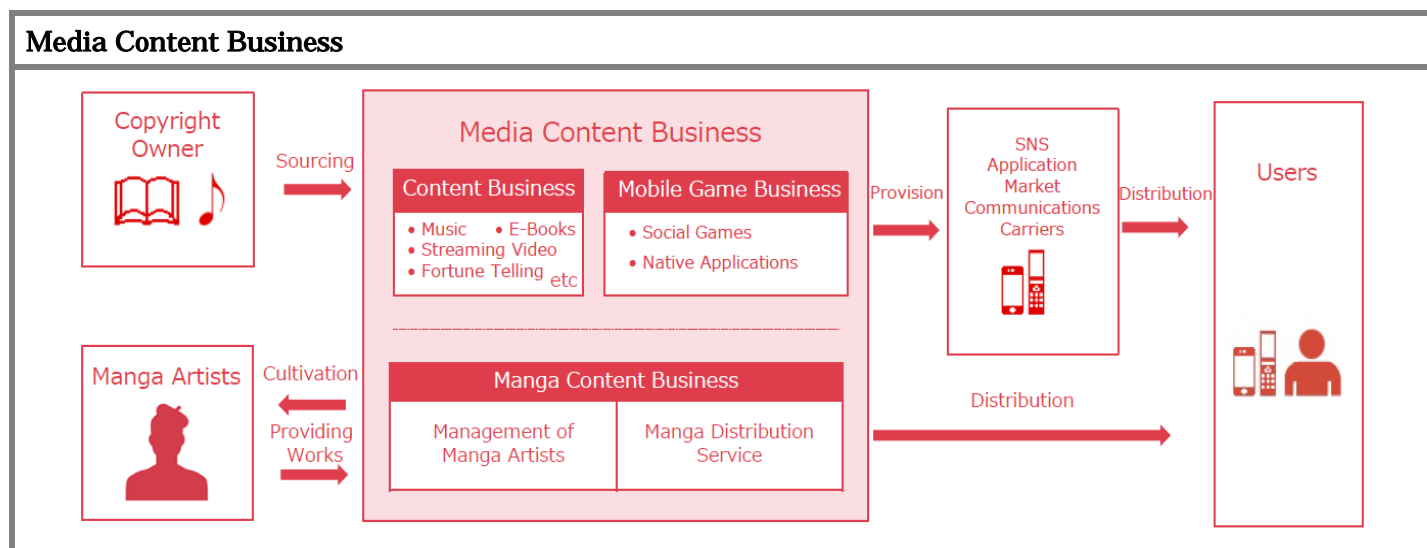 Media Content Business
Copyright
Owner
Sourcing
Media Content Business
Content Business
• Music • E-Books
• Streaming Video
• Fortune Telling etc
Mobile Game Business
• Social Games
• Native Applications
Provision
SNS
Application
Market
Communications
Carriers
Distribution
Users
Manga Artists
Cultivation
Providing
Works
Manga Content Business
Management of
Manga Artists
Manga Distribution
Service
Distribution